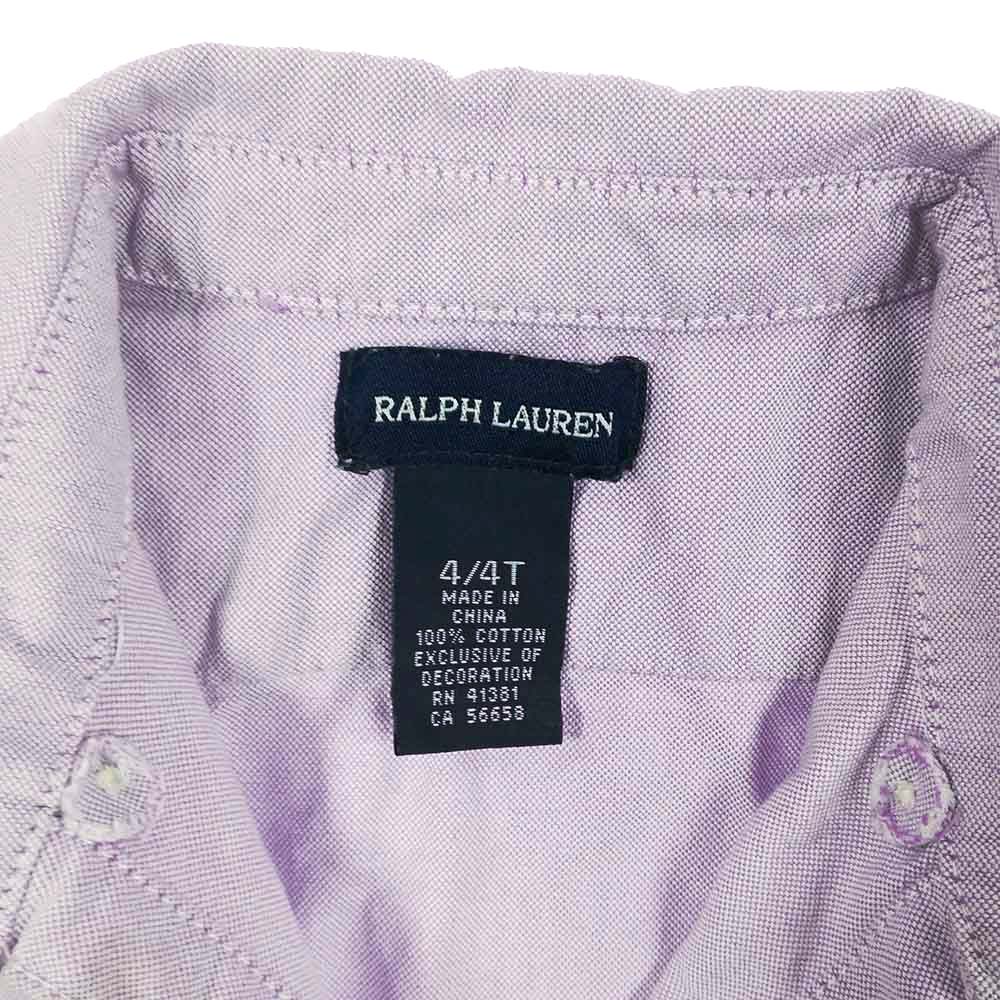 RALPH LAUREN
4/4T
MADE IN
CHINA
100% COTTON
EXCLUSIVE OF
DECORATION
RN 41381
CA 56658